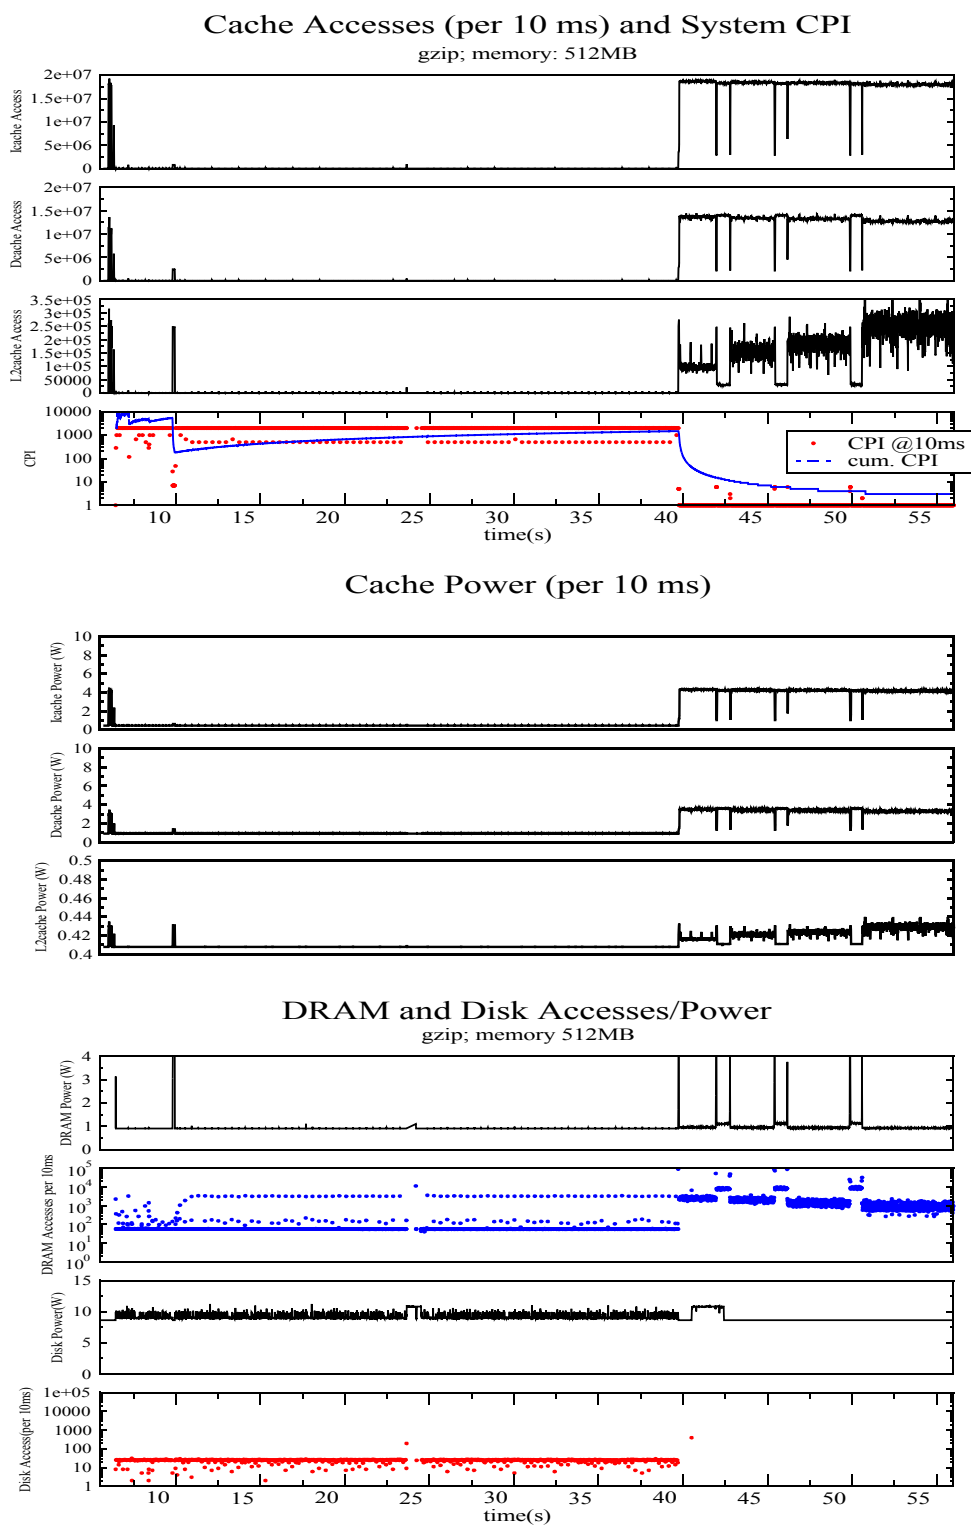 Cache Accesses (per 10 ms) and System CPI
gzip; memory: 512MB
Icache Access
2e+07
1.5e+07
1e+07
5e+06
0
Dcache Access
2e+07
1.5e+07
1e+07
5e+06
0
L2cache Access
3.5e+05
3e+05
2.5e+05
2e+05
1.5e+05
1e+05
50000
0
CPI
10000
1000
100
10
1
CPI @10ms
cum. CPI
10 15 20 25 30 35 40 45 50 55
time(s)
Cache Power (per 10 ms)
Icache Power (W)
10
8
6
4
2
0
Dcache Power (W)
10
8
6
4
2
0
L2cache Power (W)
0.5
0.48
0.46
0.44
0.42
0.4
DRAM and Disk Accesses/Power
gzip; memory 512MB
DRAM Power (W)
4
3
2
1
0
DRAM Accesses per 10ms
10^5
10^4
10^3
10^2
10^1
10^0
Disk Power(W)
15
10
5
0
Disk Access(per 10ms)
1e+05
10000
1000
100
10
1
10 15 20 25 30 35 40 45 50 55
time(s)